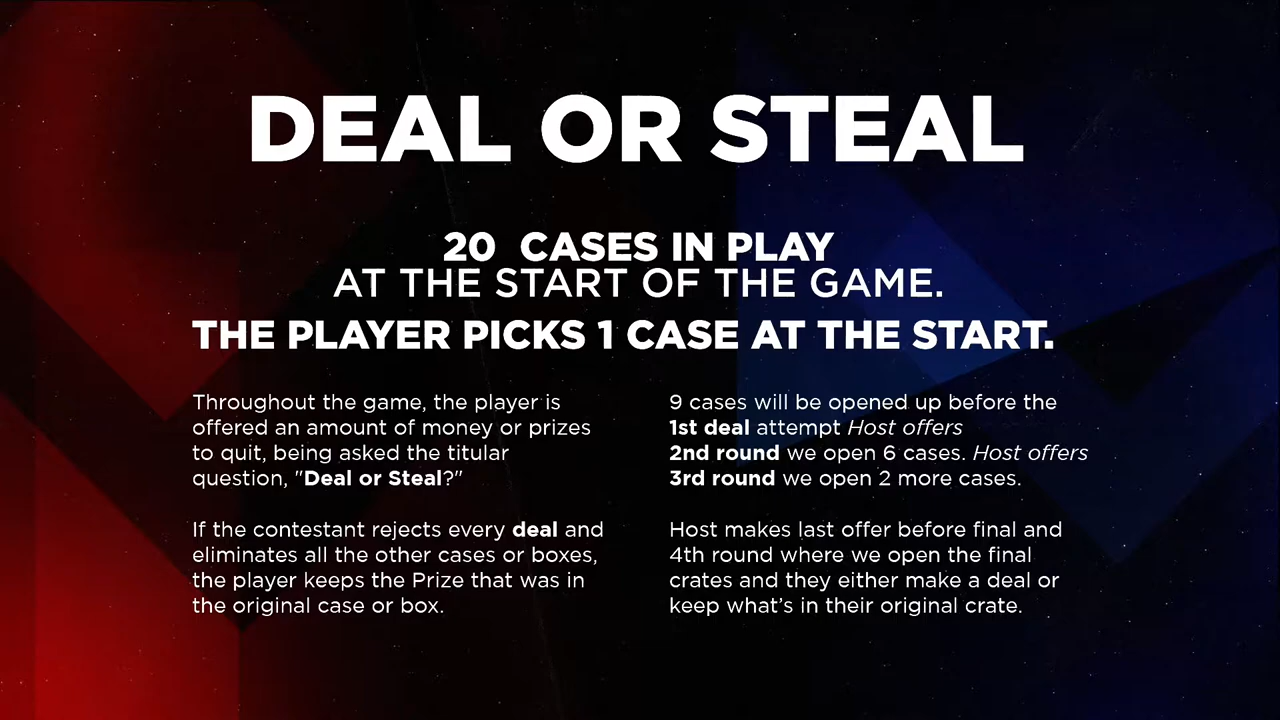 DEAL OR STEAL
20 CASES IN PLAY
AT THE START OF THE GAME.
THE PLAYER PICKS 1 CASE AT THE START.
Throughout the game, the player is
offered an amount of money or prizes
to quit, being asked the titular
question, "Deal or Steal?"
If the contestant rejects every deal and
eliminates all the other cases or boxes,
the player keeps the Prize that was in
the original case or box.
9 cases will be opened up before the
1st deal attempt Host offers
2nd round we open 6 cases. Host offers
3rd round we open 2 more cases.
Host makes last offer before final and
4th round where we open the final
crates and they either make a deal or
keep what's in their original crate.